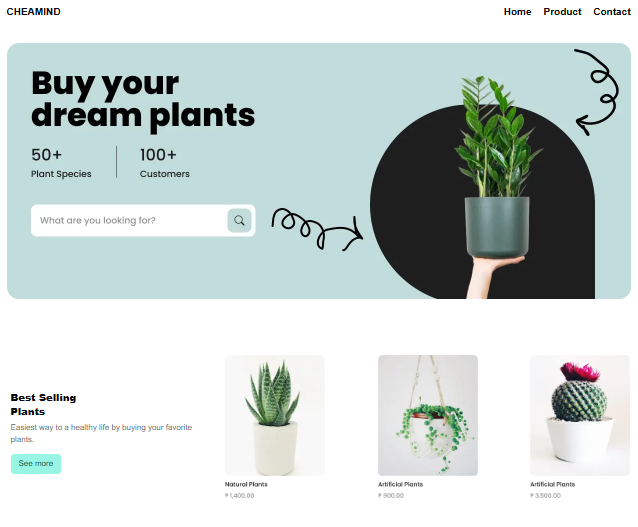 CHEAMIND
Home Product Contact
Buy your
dream plants
50+ 100+
Plant Species Customers
What are you looking for?
Best Selling
Plants
Easiest way to a healthy life by buying your favorite
plants.
See more
Natural Plants
₱ 1,400.00
Artificial Plants
₱ 900.00
Artificial Plants
₱ 3,500.00